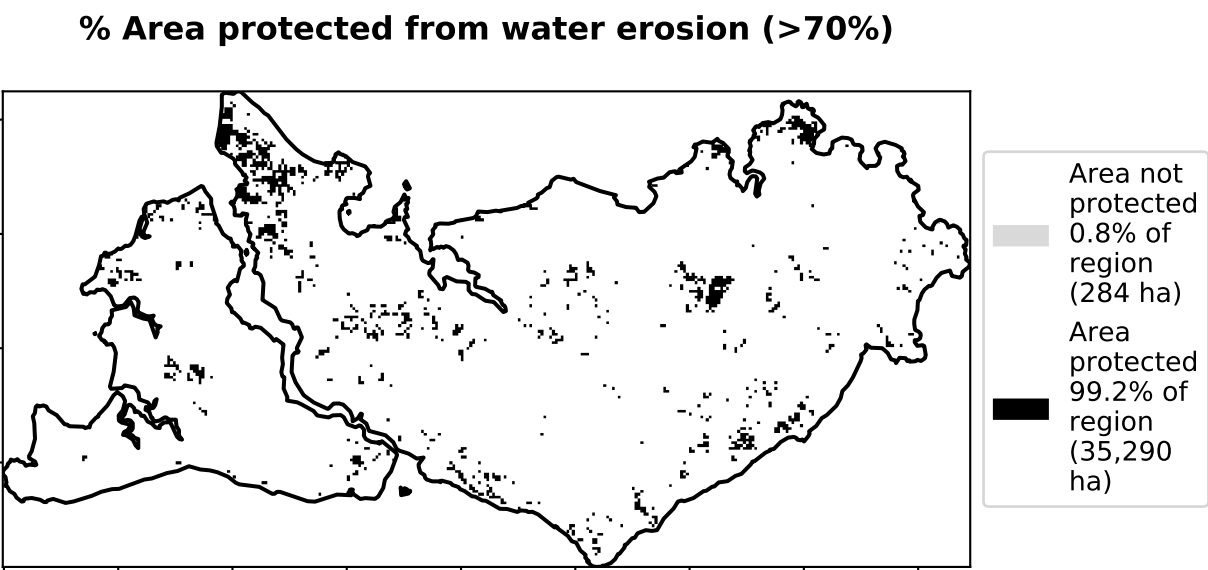 % Area protected from water erosion (>70%)
Area not
protected
0.8% of
region
(284 ha)
Area
protected
99.2% of
region
(35,290
ha)